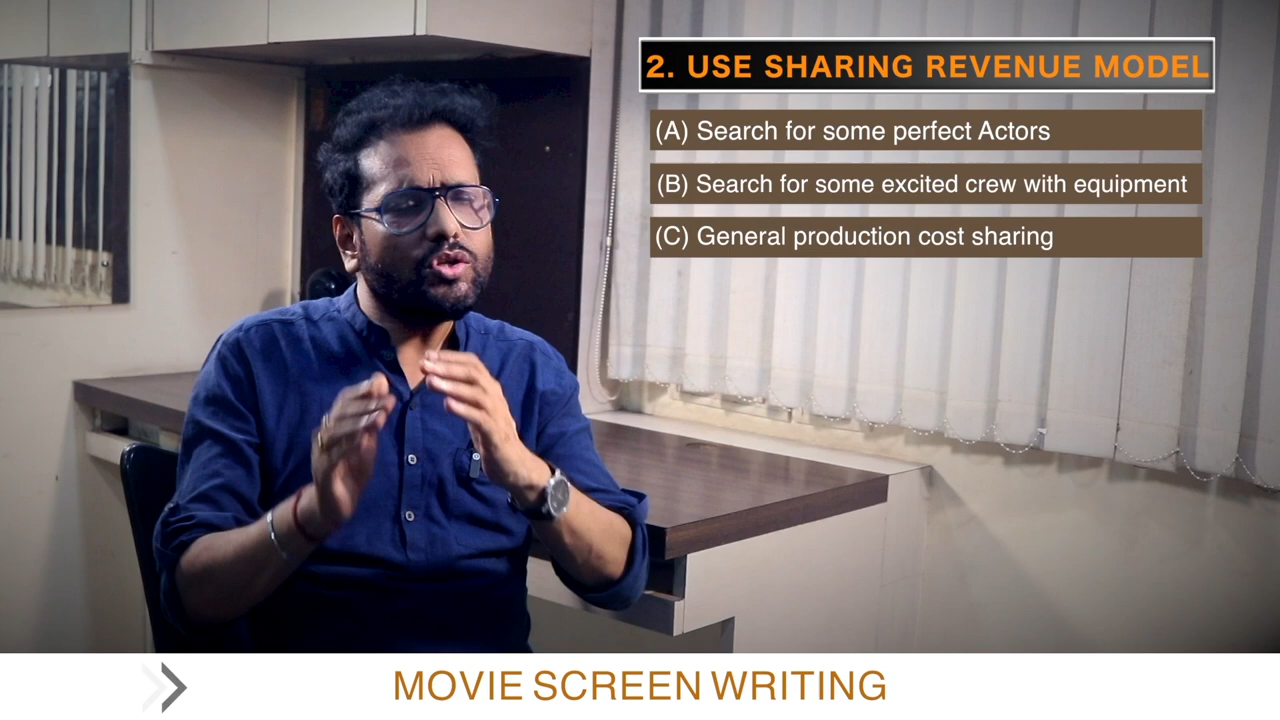 2. USE SHARING REVENUE MODEL
(A) Search for some perfect Actors
(B) Search for some excited crew with equipment
(C) General production cost sharing
MOVIE SCREEN WRITING